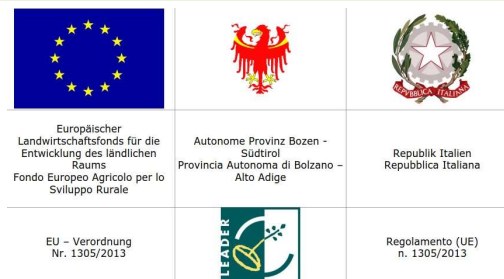 REPVBBLICA ITALIANA
Europäischer
Landwirtschaftsfonds für die
Entwicklung des ländlichen
Raums
Fondo Europeo Agricolo per lo
Sviluppo Rurale
Autonome Provinz Bozen -
Südtirol
Provincia Autonoma di Bolzano –
Alto Adige
Republik Italien
Repubblica Italiana
EU – Verordnung
Nr. 1305/2013
LEADER
Regolamento (UE)
n. 1305/2013